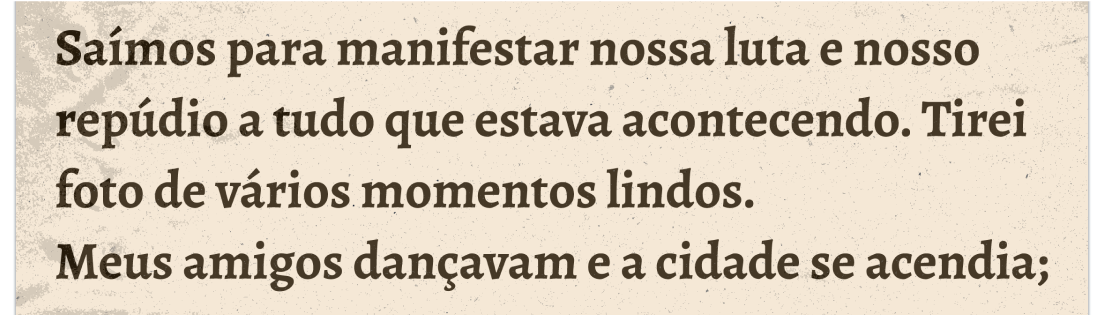 Saímos para manifestar nossa luta e nosso
repúdio a tudo que estava acontecendo. Tirei
foto de vários momentos lindos.
Meus amigos dançavam e a cidade se acendia;